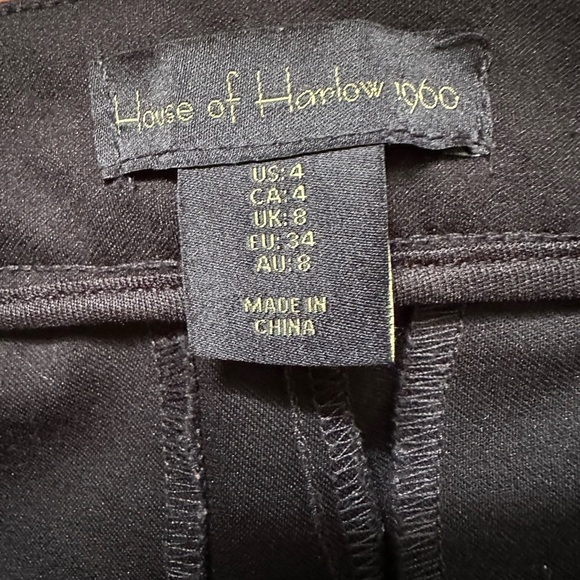 House of Harlow 1960
US: 4
CA: 4
UK: 8
EU: 34
AU: 8
MADE IN
CHINA